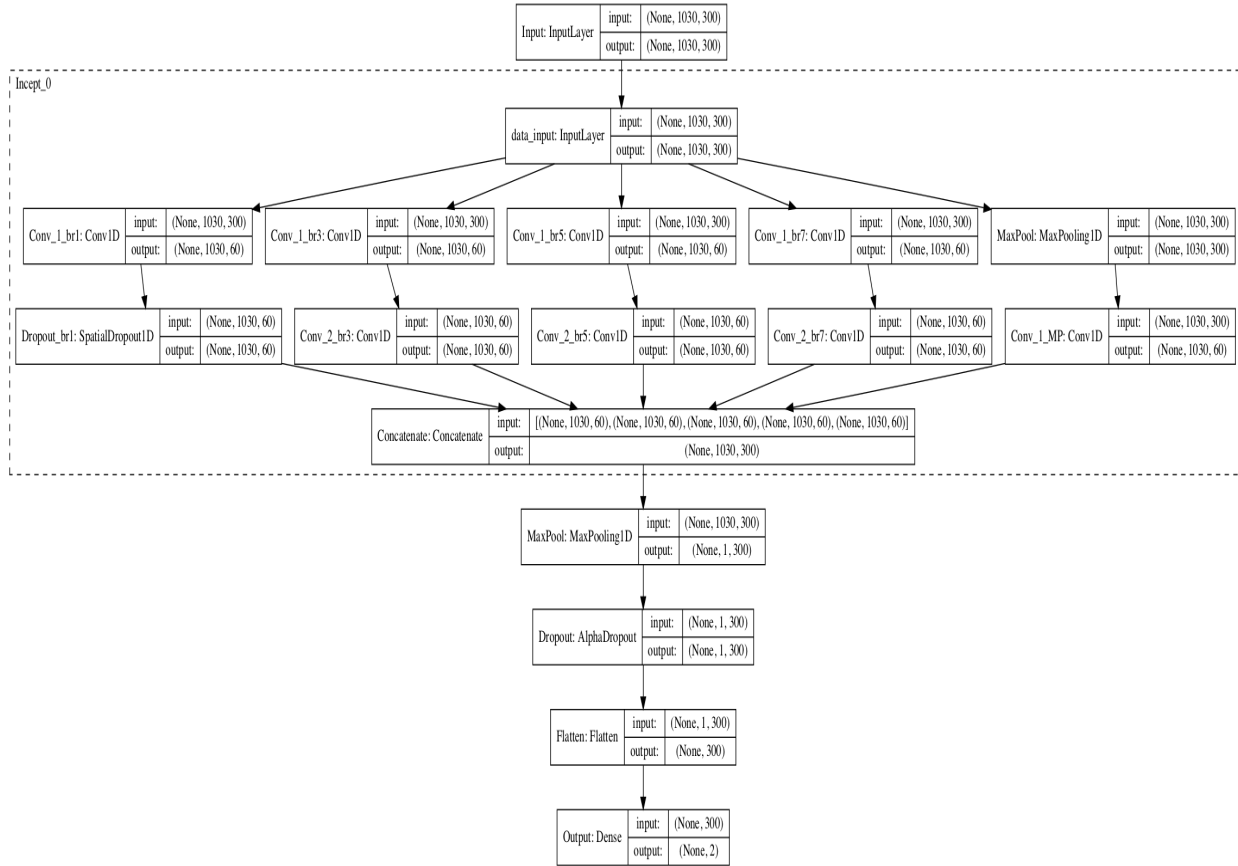 Input: InputLayer
input: (None, 1030, 300)
output: (None, 1030, 300)
Incept_0
data_input: InputLayer
input: (None, 1030, 300)
output: (None, 1030, 300)
Conv_1_br1: Conv1D
input: (None, 1030, 300)
output: (None, 1030, 60)
Conv_1_br3: Conv1D
input: (None, 1030, 300)
output: (None, 1030, 60)
Conv_1_br5: Conv1D
input: (None, 1030, 300)
output: (None, 1030, 60)
Conv_1_br7: Conv1D
input: (None, 1030, 300)
output: (None, 1030, 60)
MaxPool: MaxPooling1D
input: (None, 1030, 300)
output: (None, 1030, 300)
Dropout_br1: SpatialDropout1D
input: (None, 1030, 60)
output: (None, 1030, 60)
Conv_2_br3: Conv1D
input: (None, 1030, 60)
output: (None, 1030, 60)
Conv_2_br5: Conv1D
input: (None, 1030, 60)
output: (None, 1030, 60)
Conv_2_br7: Conv1D
input: (None, 1030, 60)
output: (None, 1030, 60)
Conv_1_MP: Conv1D
input: (None, 1030, 300)
output: (None, 1030, 60)
Concatenate: Concatenate
input: [(None, 1030, 60), (None, 1030, 60), (None, 1030, 60), (None, 1030, 60), (None, 1030, 60)]
output: (None, 1030, 300)
MaxPool: MaxPooling1D
input: (None, 1030, 300)
output: (None, 1, 300)
Dropout: AlphaDropout
input: (None, 1, 300)
output: (None, 1, 300)
Flatten: Flatten
input: (None, 1, 300)
output: (None, 300)
Output: Dense
input: (None, 300)
output: (None, 2)